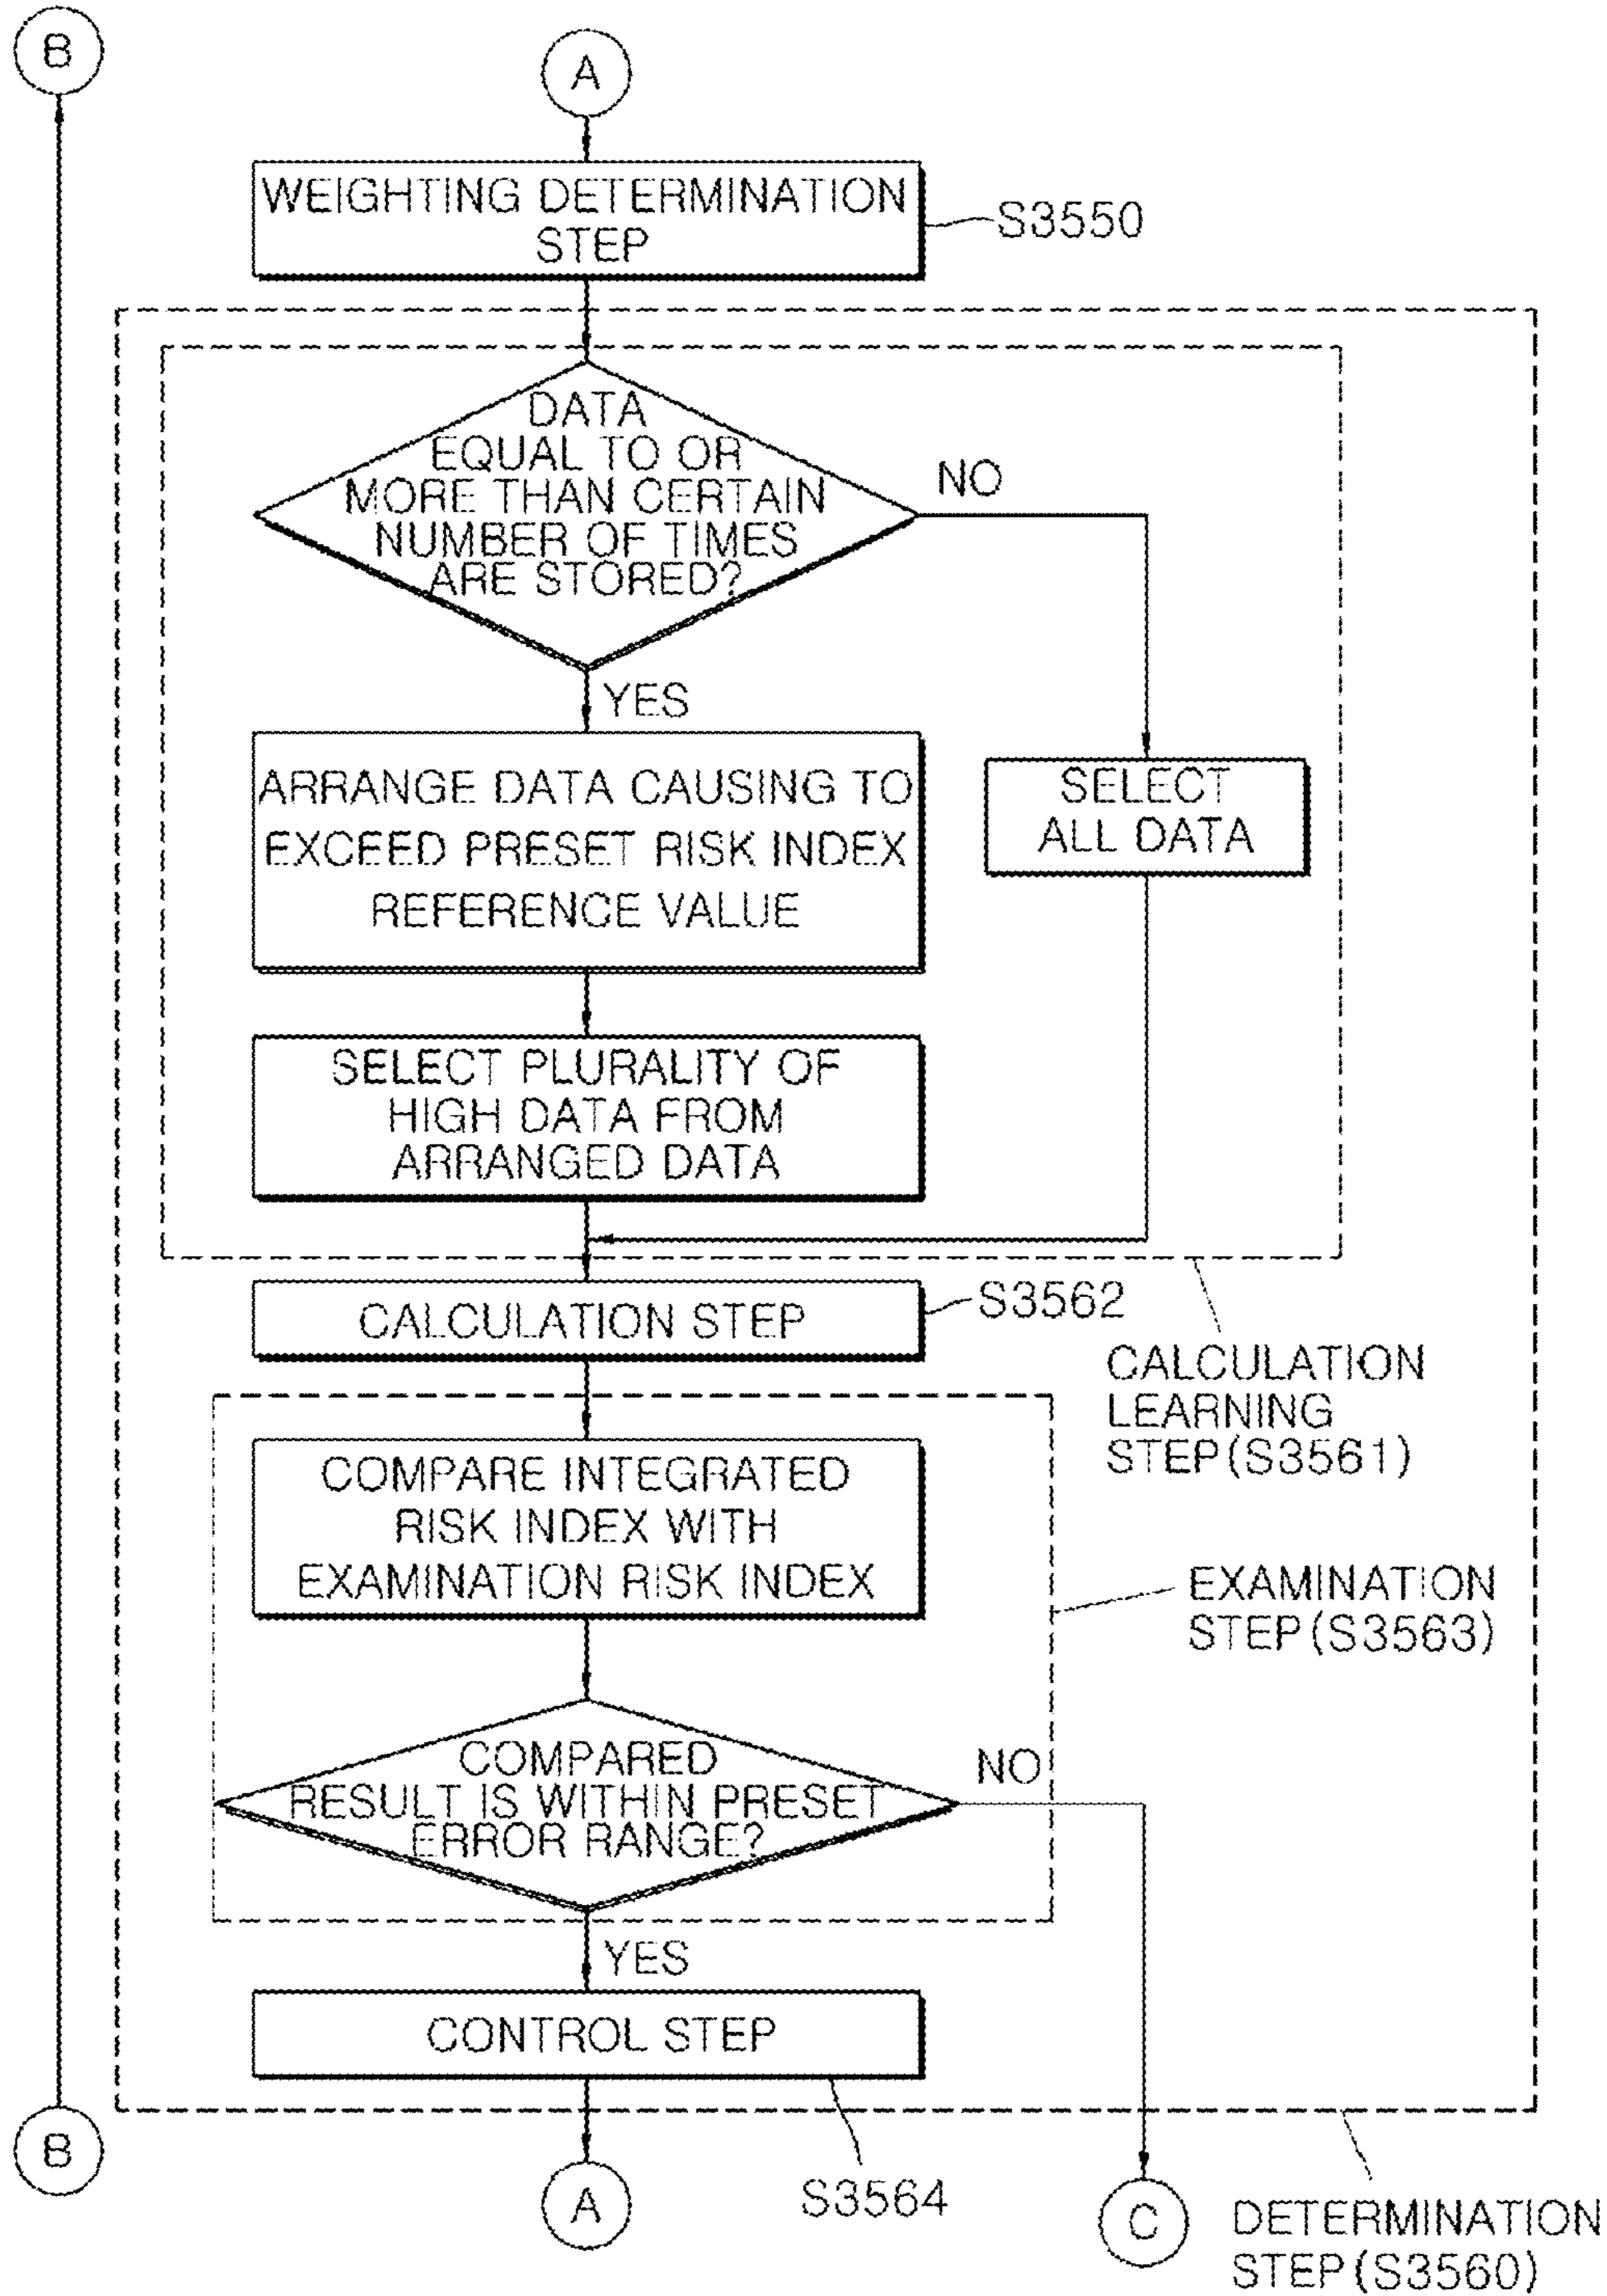 B
A
WEIGHTING DETERMINATION
STEP
S3550
DATA
EQUAL TO OR
MORE THAN CERTAIN
NUMBER OF TIMES
ARE STORED?
NO
YES
ARRANGE DATA CAUSING TO
EXCEED PRESET RISK INDEX
REFERENCE VALUE
SELECT
ALL DATA
SELECT PLURALITY OF
HIGH DATA FROM
ARRANGED DATA
CALCULATION STEP
S3562
CALCULATION
LEARNING
STEP(S3561)
COMPARE INTEGRATED
RISK INDEX WITH
EXAMINATION RISK INDEX
EXAMINATION
STEP(S3563)
COMPARED
RESULT IS WITHIN PRESET
ERROR RANGE?
NO
YES
CONTROL STEP
B
A
S3564
C
DETERMINATION
STEP(S3560)